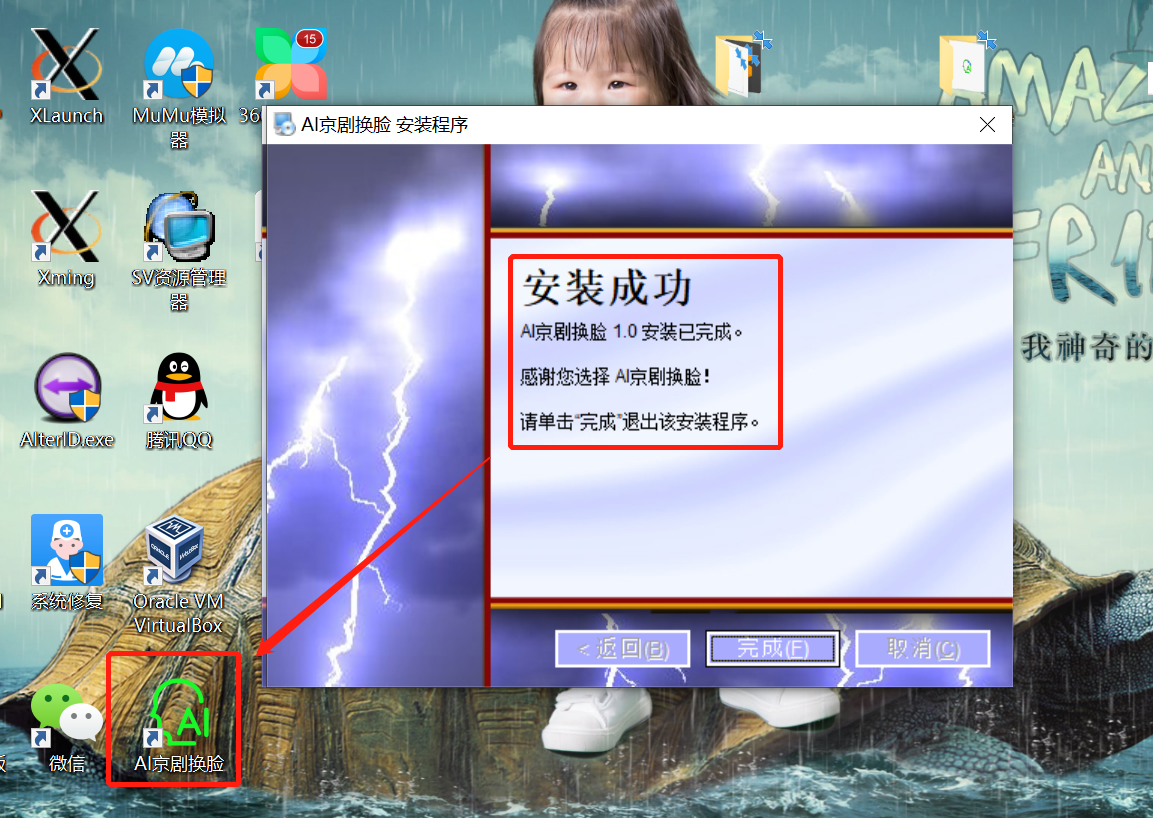 15
XLaunch
MuMu模拟
器
36
AI京剧换脸 安装程序
AMAZ
AN
FRI
我神奇的
Xming
SV资源管理
器
安装成功
AI京剧换脸 1.0 安装已完成。
感谢您选择 AI京剧换脸！
请单击“完成”退出该安装程序。
AlterID.exe
腾讯QQ
系统修复
Oracle VM
VirtualBox
< 返回(B)
完成(F)
取消(C)
AI
微信
AI京剧换脸